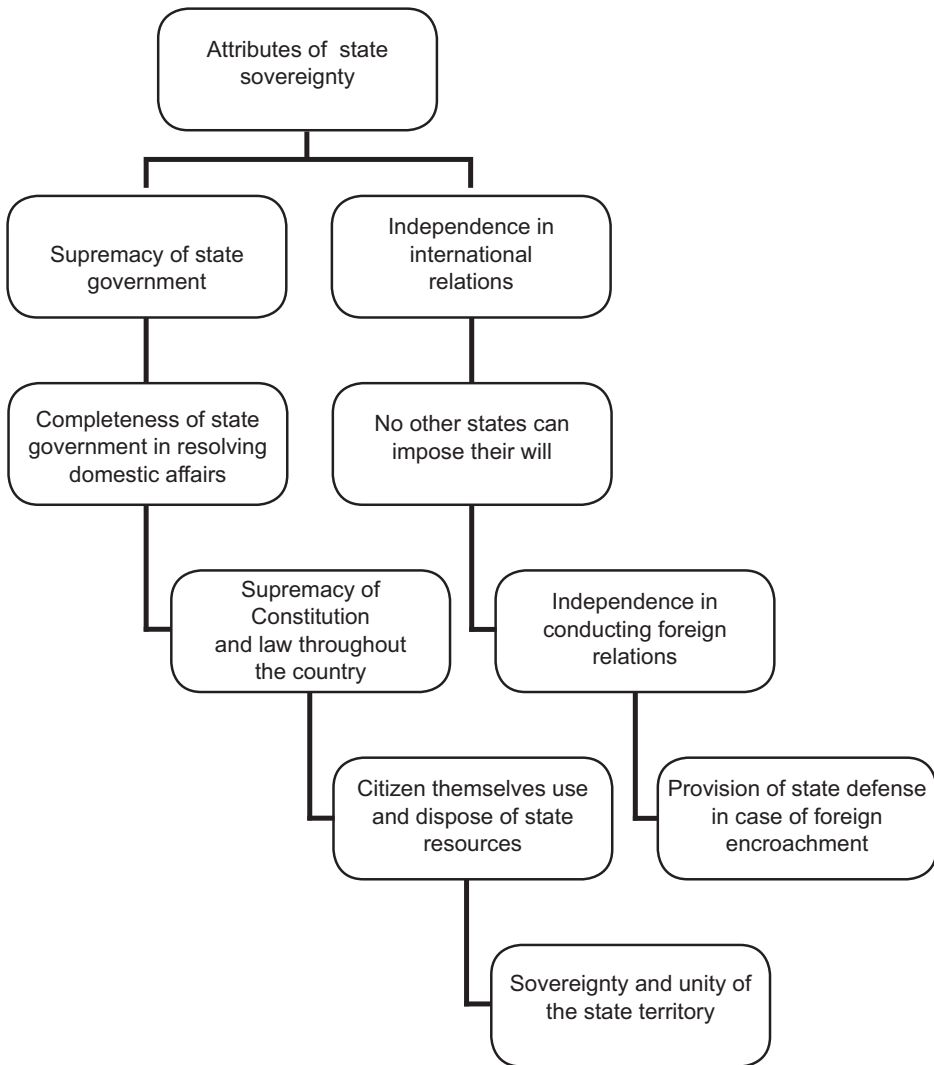 Attributes of state
sovereignty
Supremacy of state
government
Independence in
international
relations
Completeness of state
government in resolving
domestic affairs
No other states can
impose their will
Supremacy of
Constitution
and law throughout
the country
Independence in
conducting foreign
relations
Citizen themselves use
and dispose of state
resources
Provision of state defense
in case of foreign
encroachment
Sovereignty and unity of
the state territory